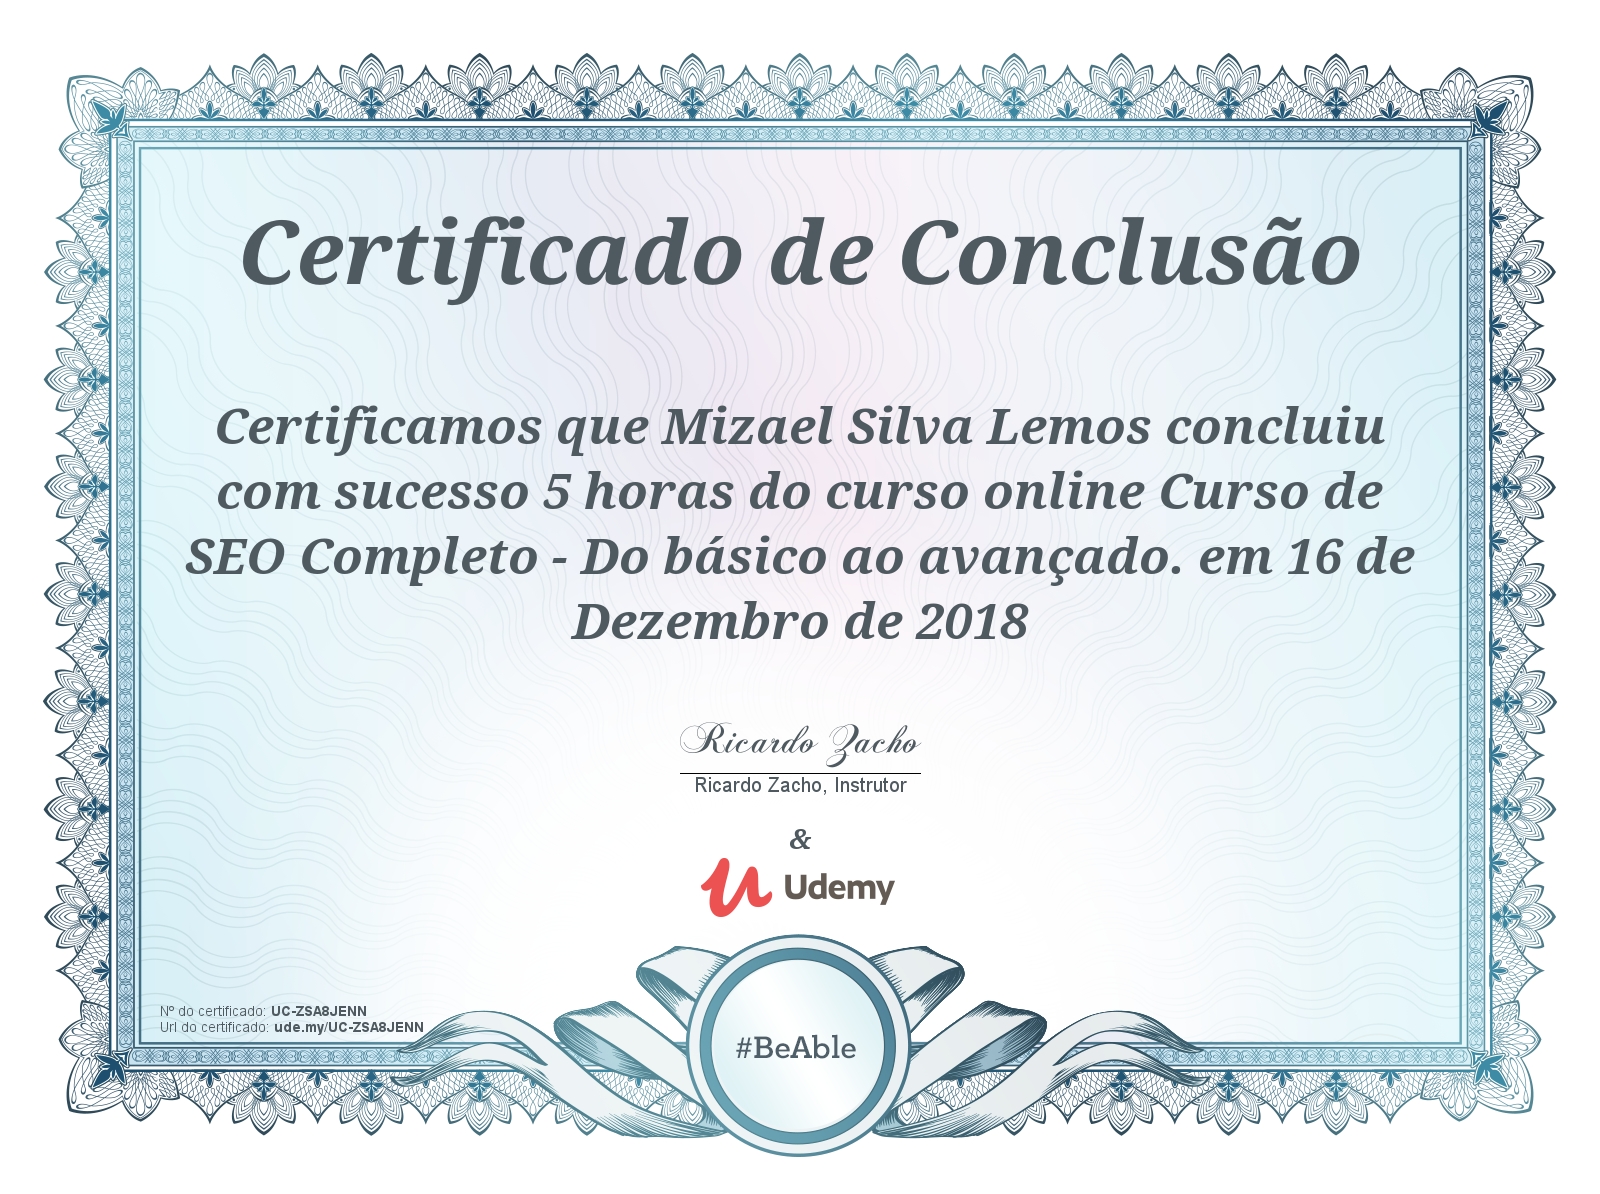 Certificado de Conclusão
Certificamos que Mizael Silva Lemos concluiu
com sucesso 5 horas do curso online Curso de
SEO Completo - Do básico ao avançado. em 16 de
Dezembro de 2018
Ricardo Zacho
Ricardo Zacho, Instrutor
&
Udemy
Nº do certificado: UC-ZSA8JENN
Url do certificado: ude.my/UC-ZSA8JENN
#BeAble